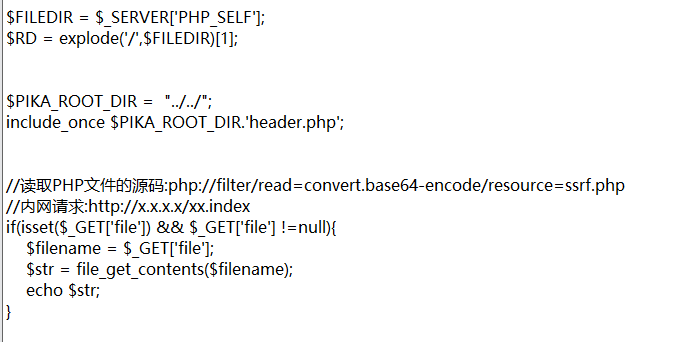 $FILEDIR = $_SERVER['PHP_SELF'];
$RD = explode('/',$FILEDIR)[1];
$PIKA_ROOT_DIR =  "../../";
include_once $PIKA_ROOT_DIR.'header.php';
//读取PHP文件的源码:php://filter/read=convert.base64-encode/resource=ssrf.php
//内网请求:http://x.x.x.x/xx.index
if(isset($_GET['file']) && $_GET['file'] !=null){
    $filename = $_GET['file'];
    $str = file_get_contents($filename);
    echo $str;
}